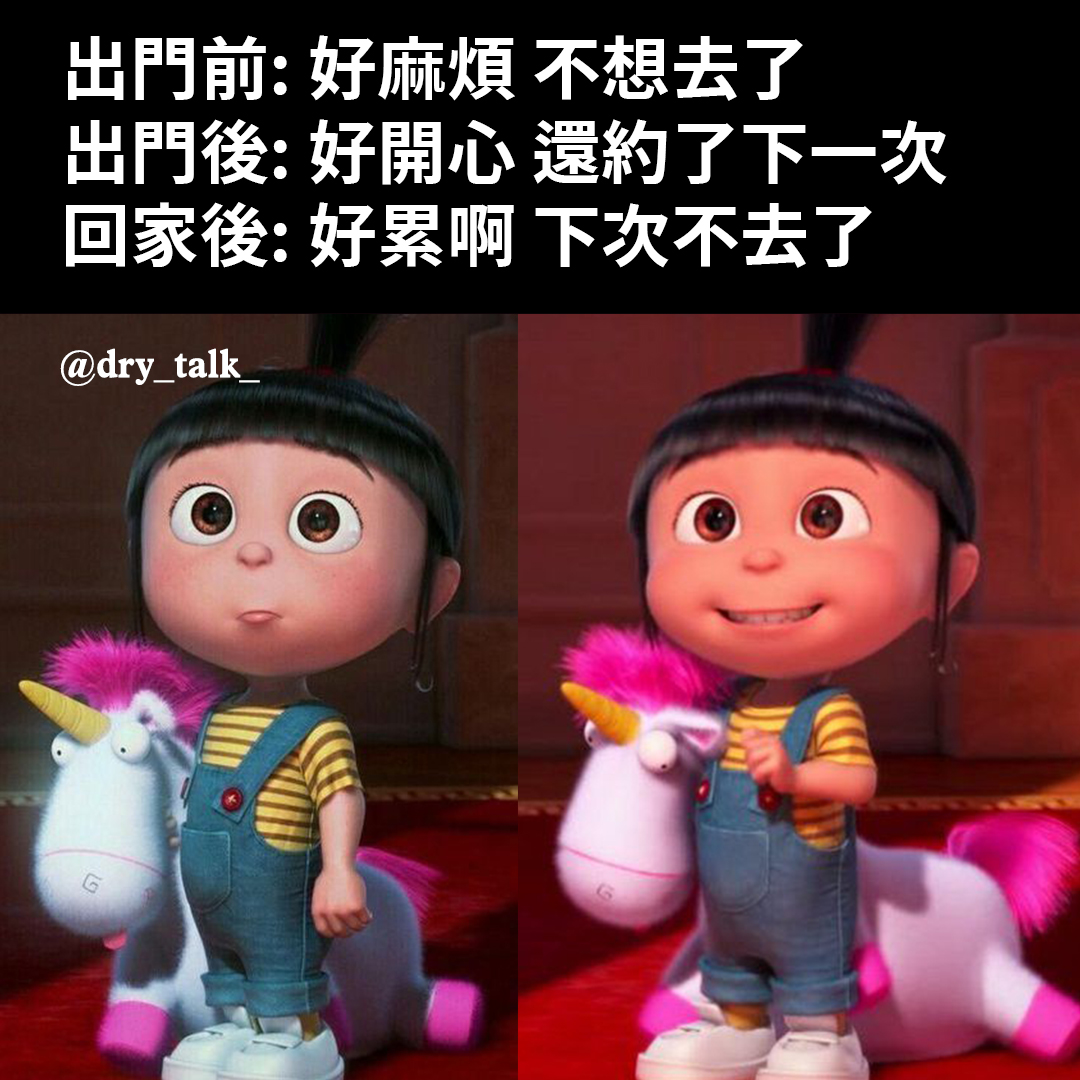 出門前: 好麻煩 不想去了
出門後: 好開心 還約了下一次
回家後: 好累啊 下次不去了
@dry_talk_
G
G